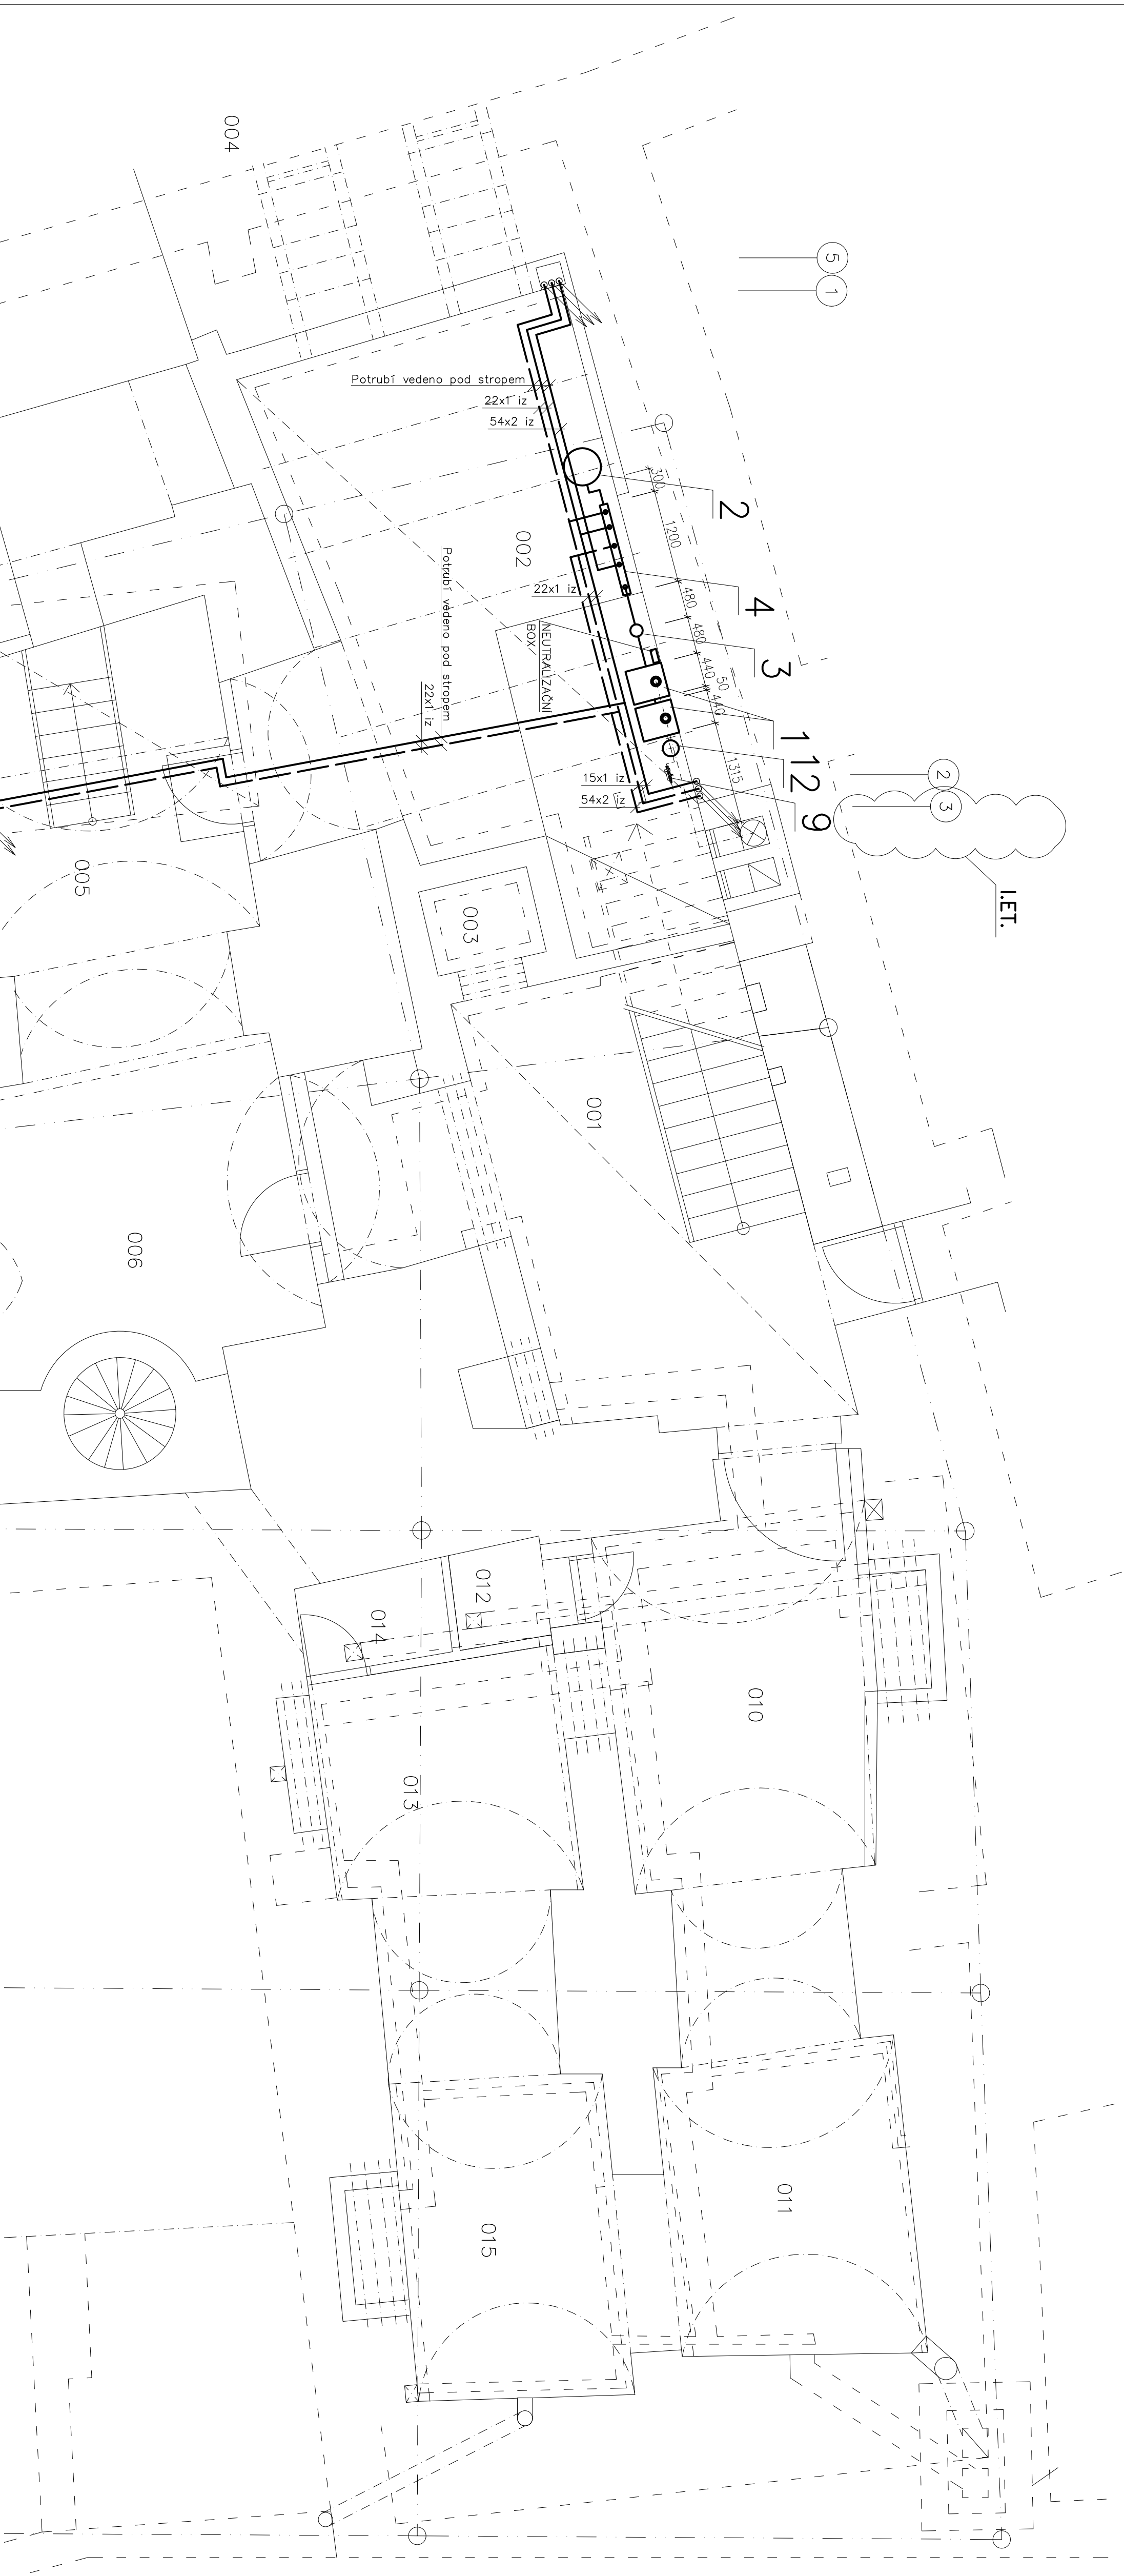 004
5
1
Potrubí vedeno pod stropem
22x1 iz
54x2 iz
300
2
1200
002
22x1 iz
4
480
480
3
440
50
440
NEUTRALIZAČNÍ
BOX
Potrubí vedeno pod stropem
22x1 iz
1
12
1315
15x1 iz
54x2 iz
9
2
3
I.ET.
005
003
001
006
012
014
010
013
011
015